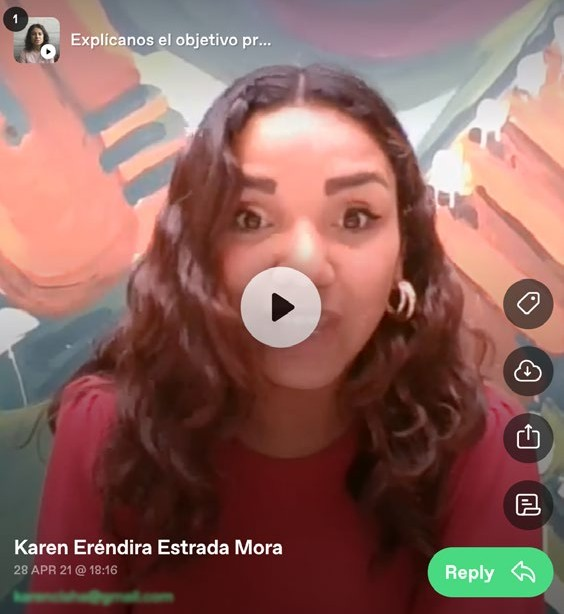 1
Explícanos el objetivo pr...
Karen Eréndira Estrada Mora
28 APR 21 @ 18:16
Reply